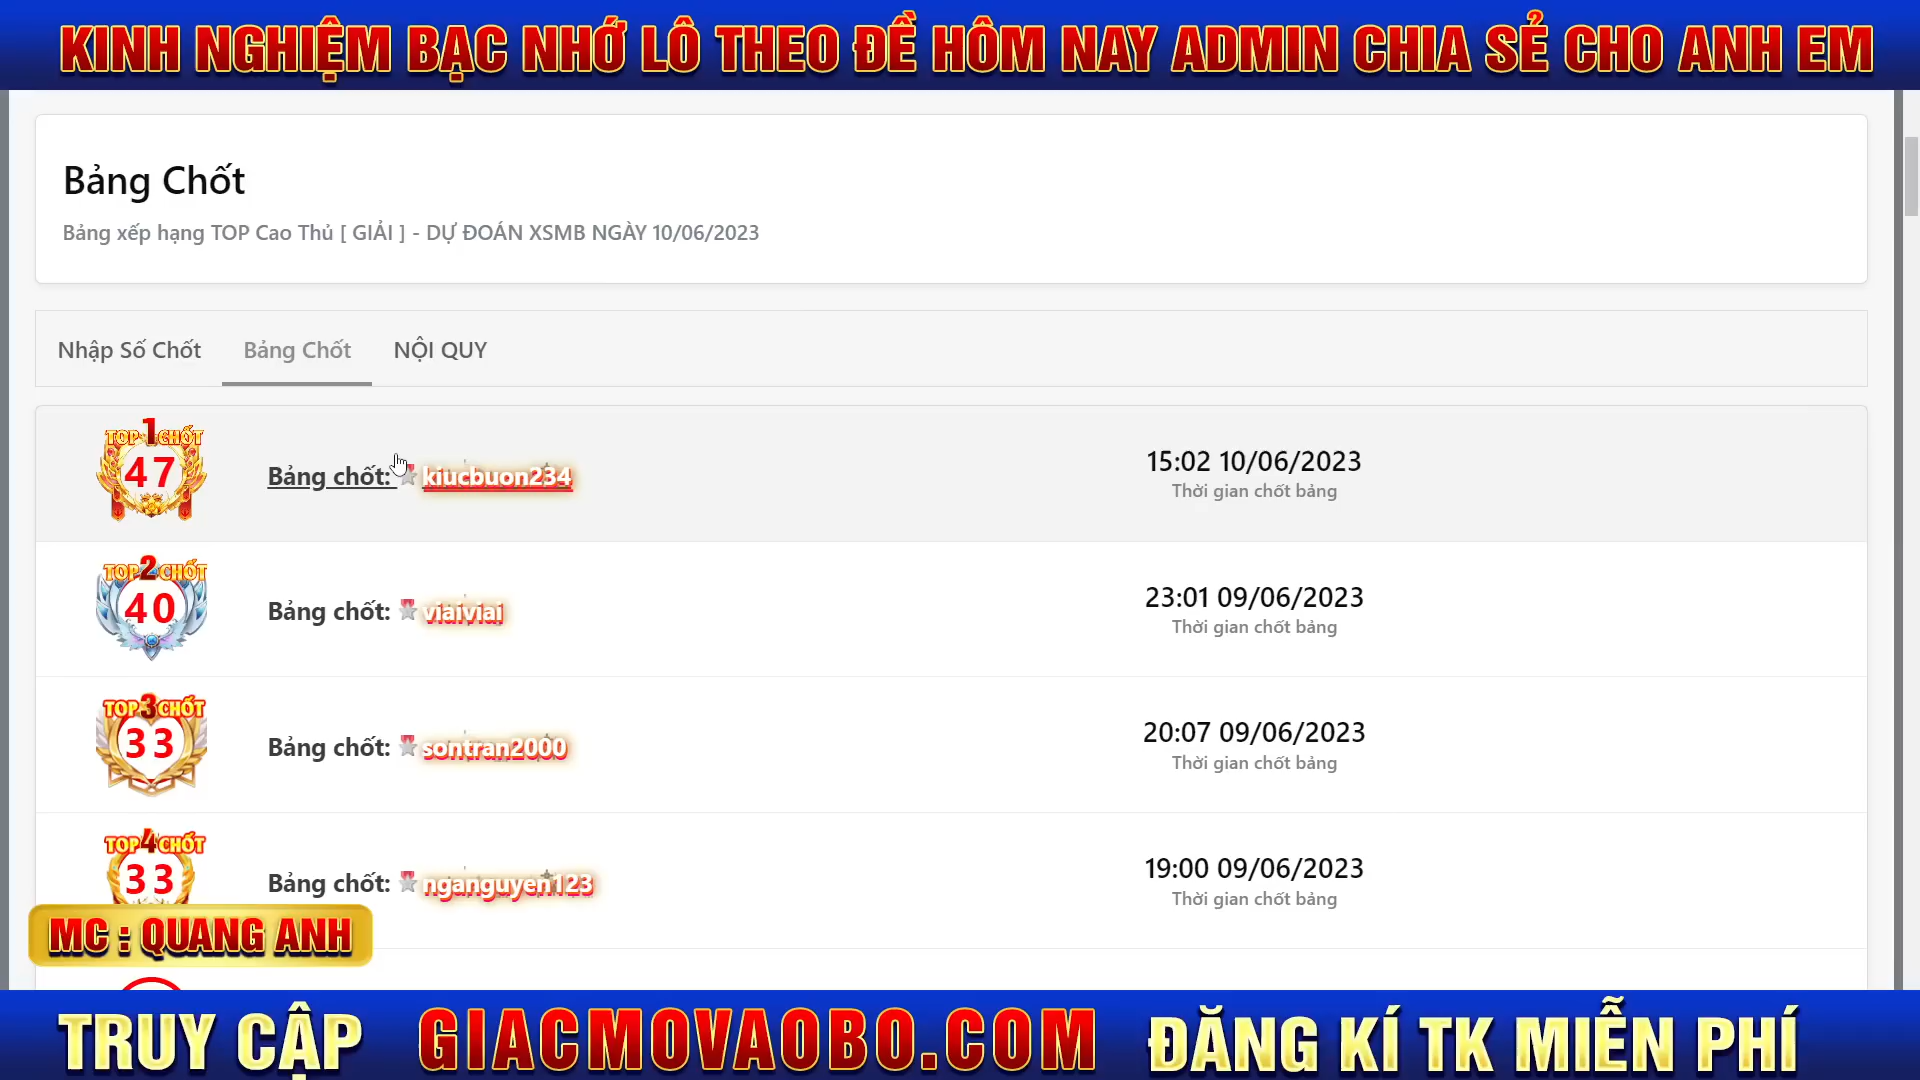 KINH NGHIỆM BẠC NHỚ LÔ THEO ĐỀ HÔM NAY ADMIN CHIA SẺ CHO ANH EM
Bảng Chốt
Bảng xếp hạng TOP Cao Thủ [ GIẢI ] - DỰ ĐOÁN XSMB NGÀY 10/06/2023
Nhập Số Chốt Bảng Chốt NỘI QUY
TOP 1 CHỐT
47
Bảng chốt: kiucbuon234
15:02 10/06/2023
Thời gian chốt bảng
TOP 2 CHỐT
40
Bảng chốt: viaiviai
23:01 09/06/2023
Thời gian chốt bảng
TOP 3 CHỐT
33
Bảng chốt: sontran2000
20:07 09/06/2023
Thời gian chốt bảng
TOP 4 CHỐT
33
Bảng chốt: nganguyen123
19:00 09/06/2023
Thời gian chốt bảng
MC : QUANG ANH
TRUY CẬP GIACMOVAOBO.COM ĐĂNG KÍ TK MIỄN PHÍ